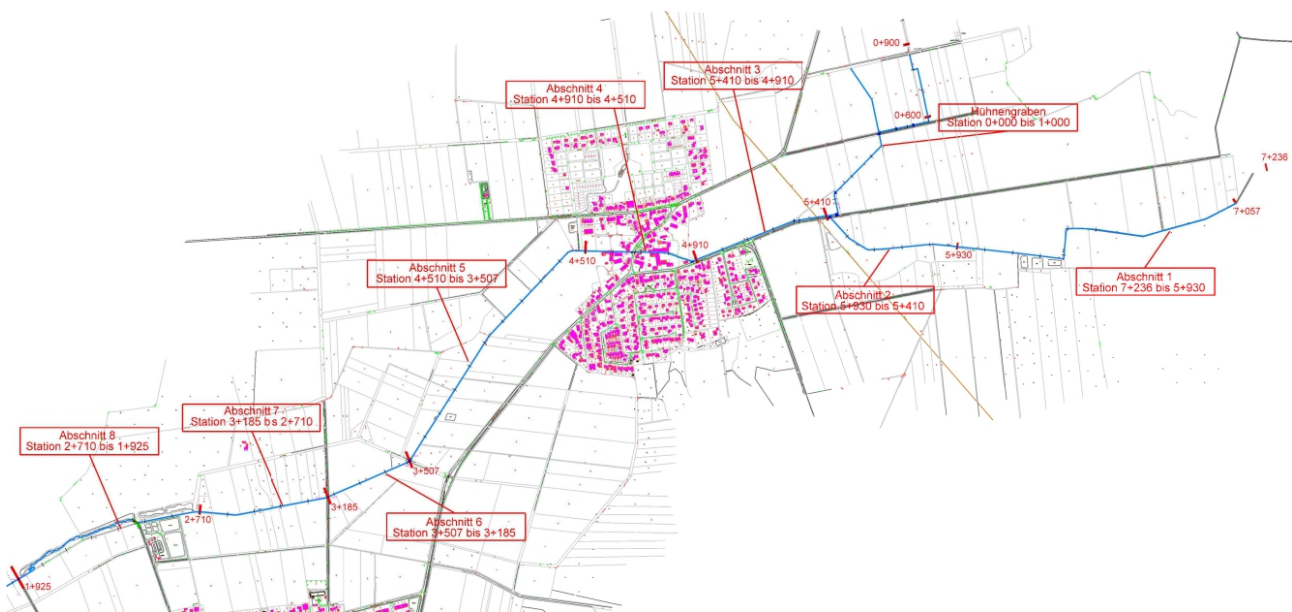 0+900
Abschnitt 3
Station 5+410 bis 4+910
Abschnitt 4
Station 4+910 bis 4+510
0+600
Hühnengraben
Station 0+000 bis 1+000
7+236
5+410
7+057
4+910
4+510
5+930
Abschnitt 5
Station 4+510 bis 3+507
Abschnitt 1
Station 7+236 bis 5+930
Abschnitt 2
Station 5+930 bis 5+410
Abschnitt 7
Station 3+185 bis 2+710
Abschnitt 8
Station 2+710 bis 1+925
3+507
3+185
2+710
Abschnitt 6
Station 3+507 bis 3+185
1+925